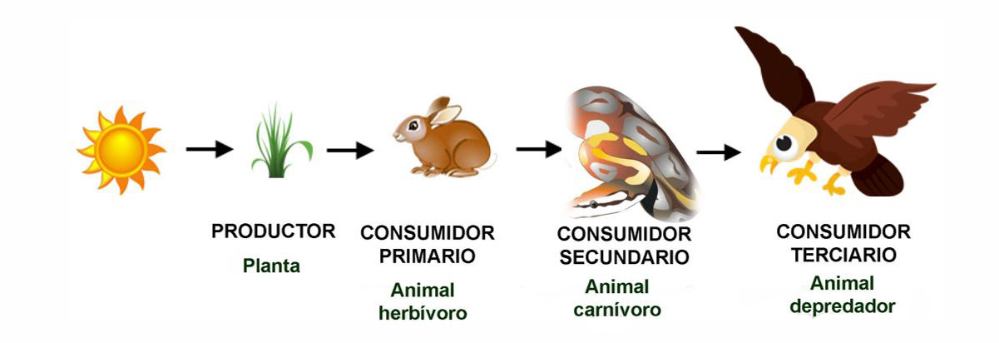 PRODUCTOR
Planta
CONSUMIDOR
PRIMARIO
Animal
herbívoro
CONSUMIDOR
SECUNDARIO
Animal
carnívoro
CONSUMIDOR
TERCIARIO
Animal
depredador